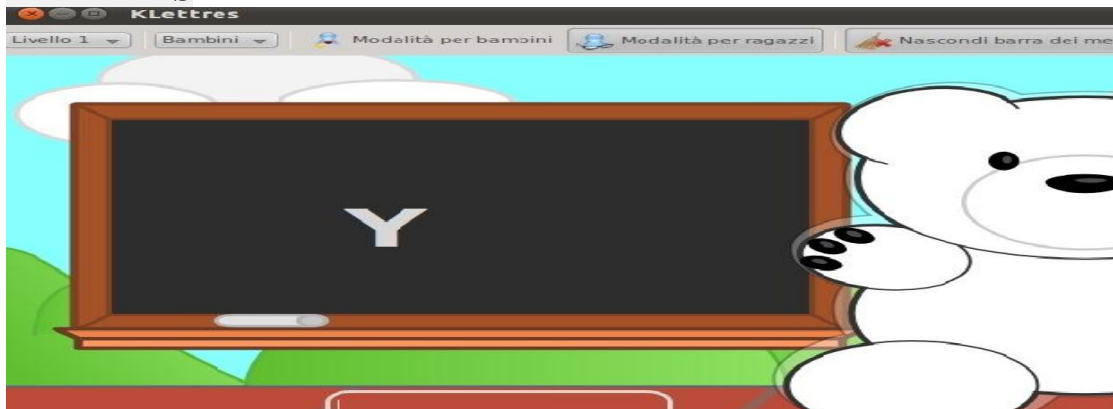 KLettres
Livello 1 Bambini Modalità per bambini Modalità per ragazzi Nascondi barra dei me
Y